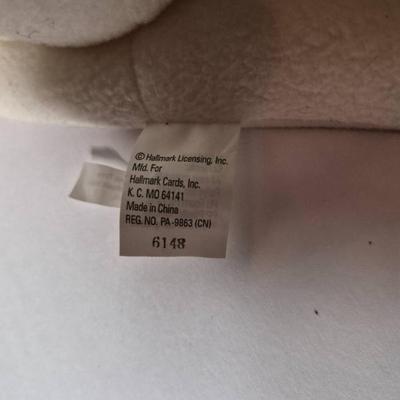 © Hallmark Licensing, Inc.
Mfd. For
Hallmark Cards, Inc.
K. C. MO 64141
Made in China
REG. NO. PA-9863 (CN)
6148